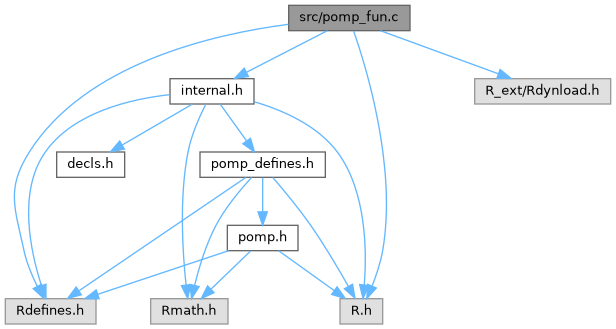 src/pomp_fun.c
internal.h
R_ext/Rdynload.h
decls.h
pomp_defines.h
pomp.h
Rdefines.h
Rmath.h
R.h